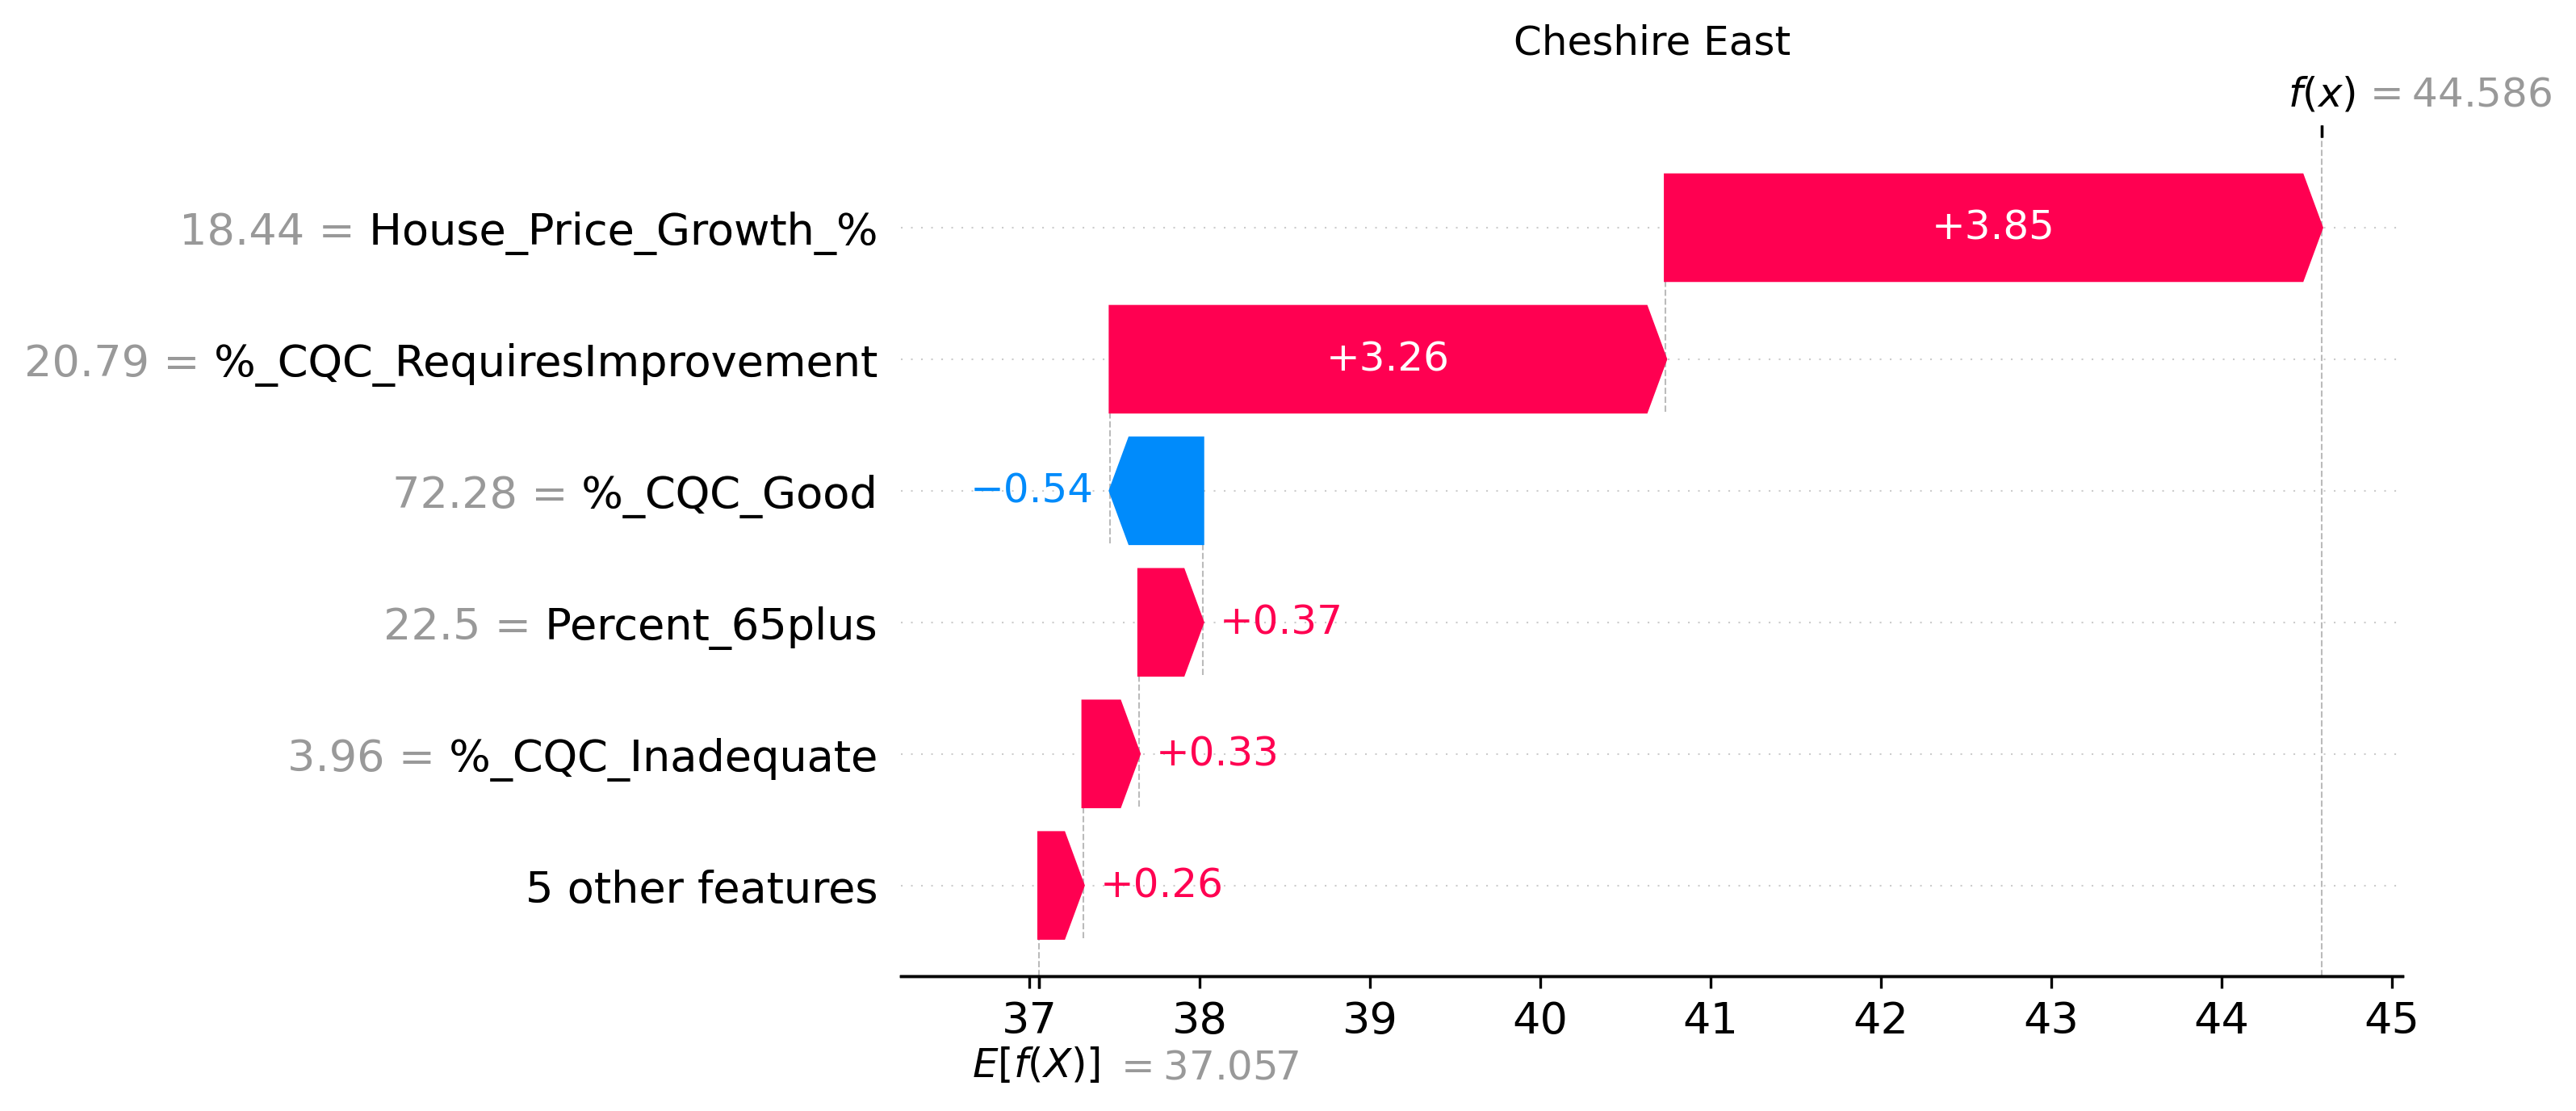 Cheshire East
f(x) = 44.586
18.44 = House_Price_Growth_% +3.85
20.79 = %_CQC_RequiresImprovement +3.26
72.28 = %_CQC_Good −0.54
22.5 = Percent_65plus +0.37
3.96 = %_CQC_Inadequate +0.33
5 other features +0.26
37 38 39 40 41 42 43 44 45
E[f(X)] = 37.057